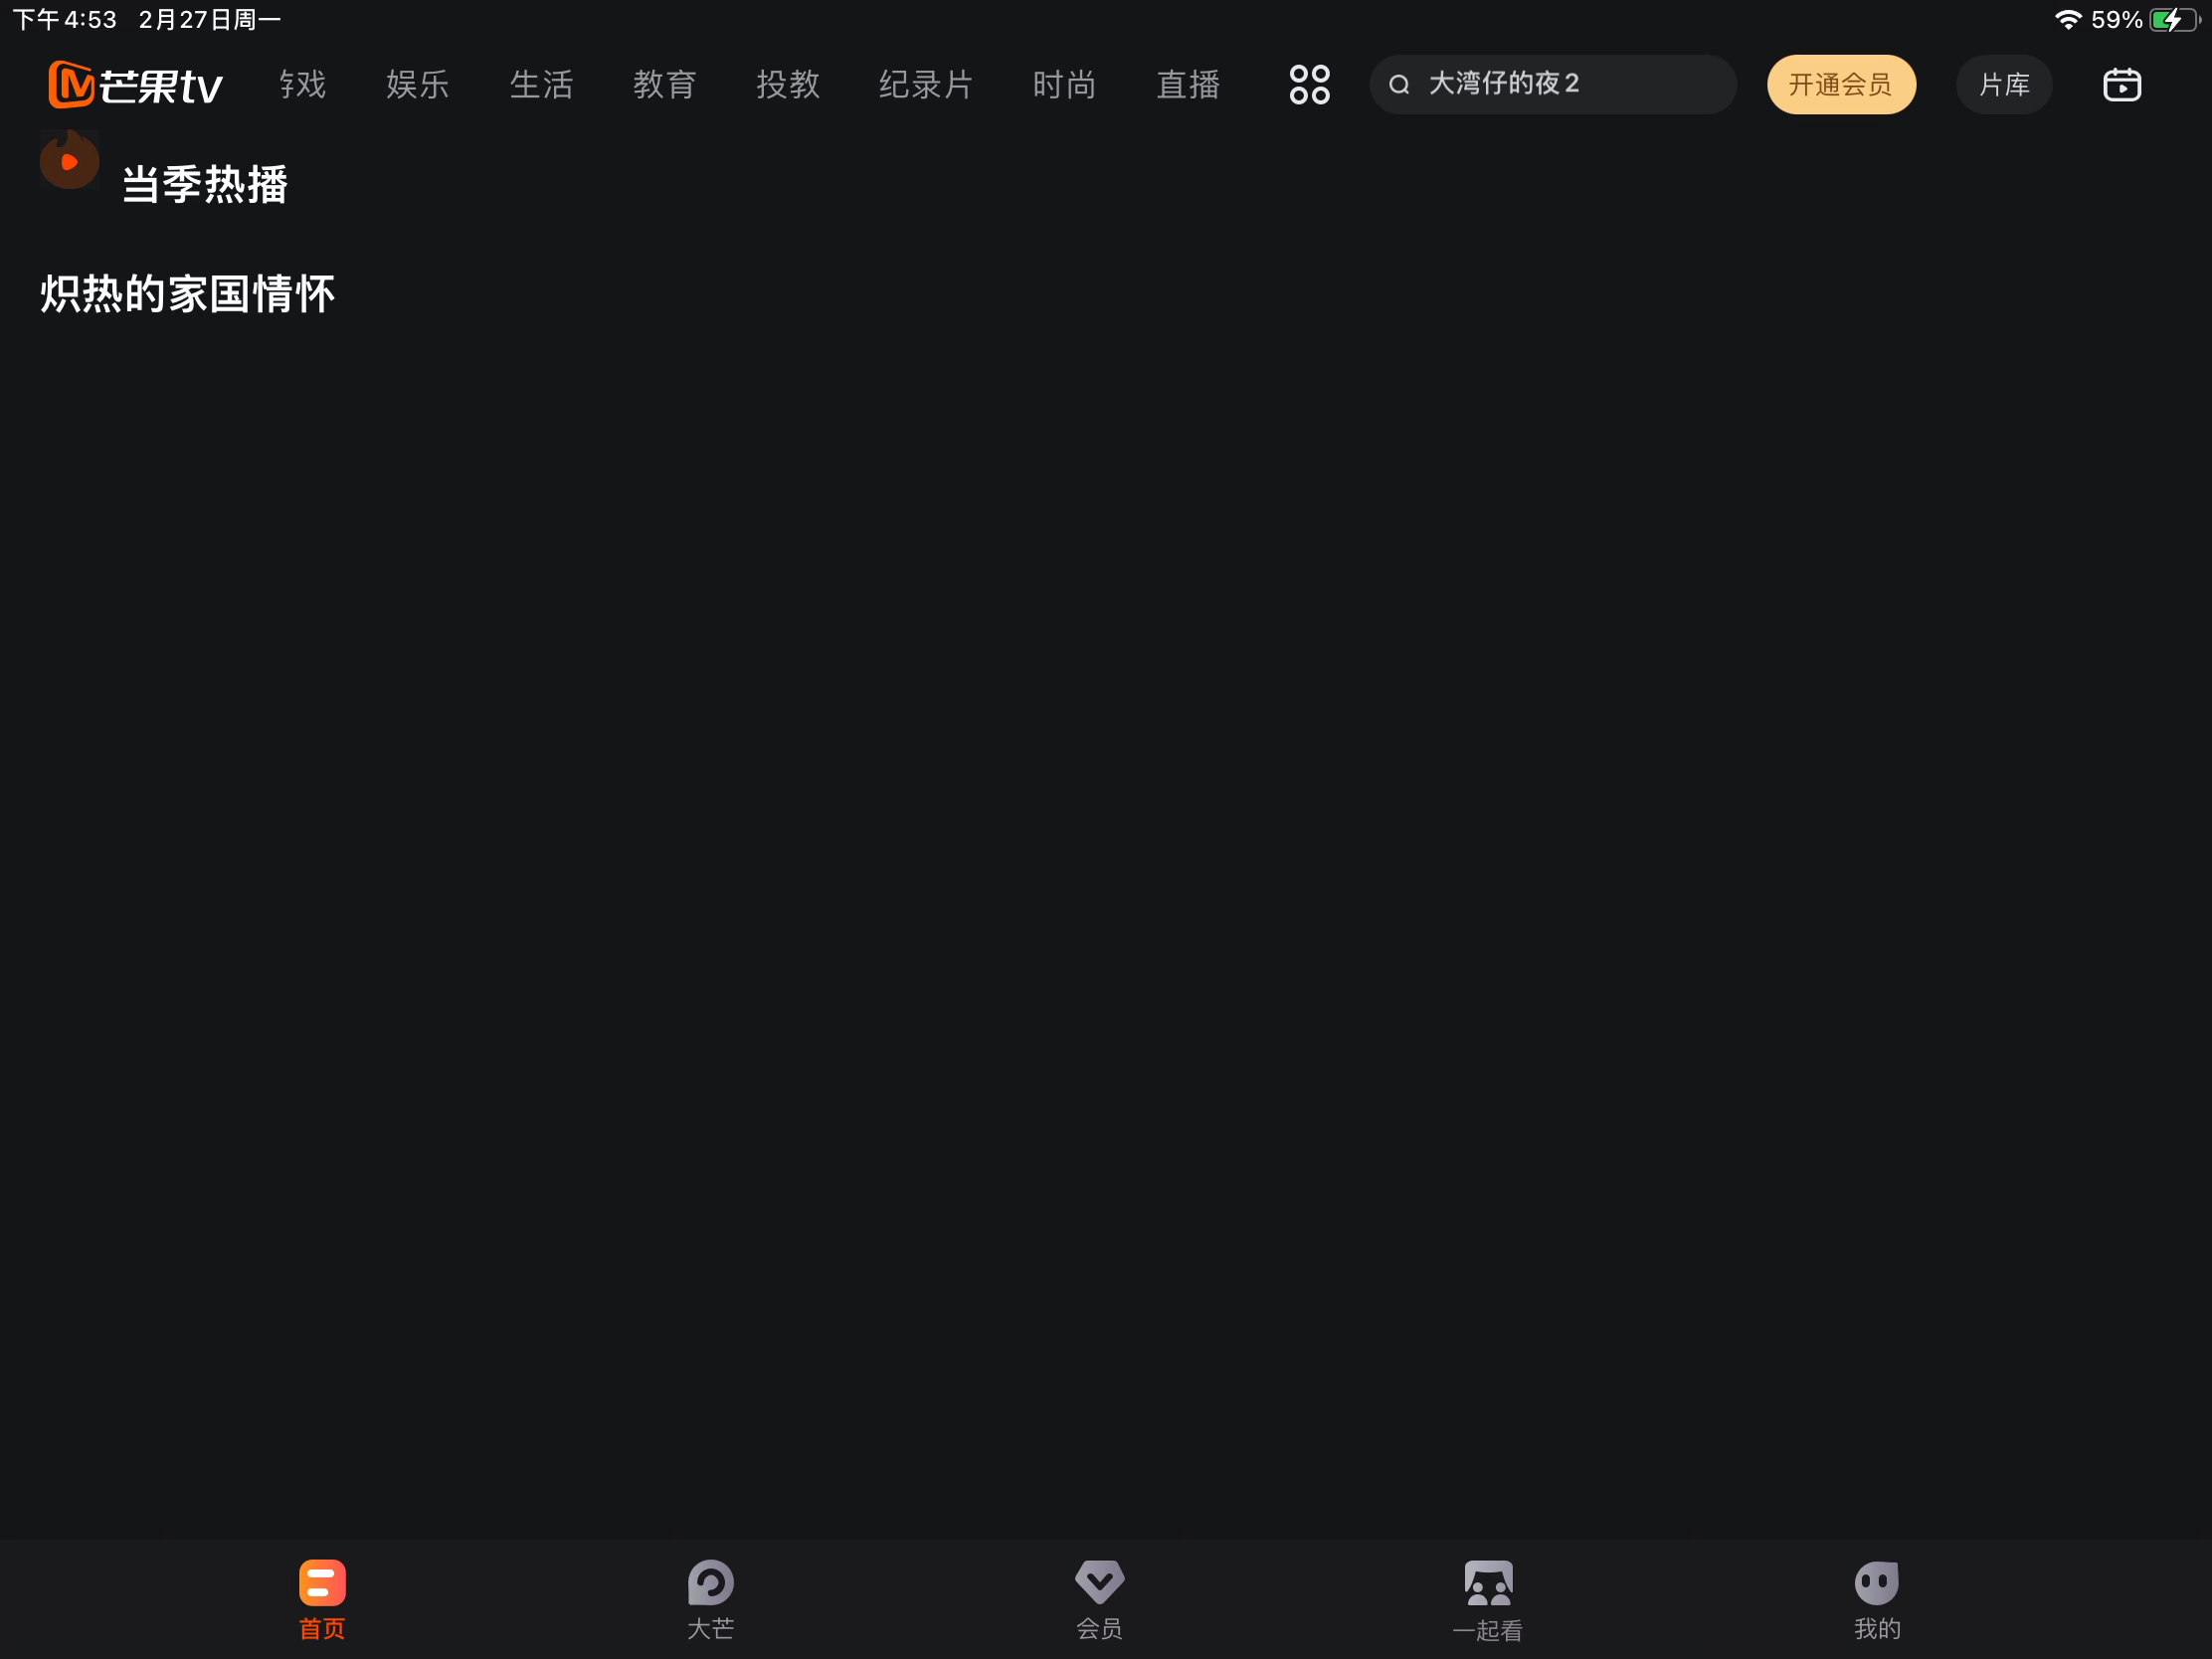 下午4:53 2月27日周一
59%
芒果tv
戏 娱乐 生活 教育 投教 纪录片 时尚 直播
大湾仔的夜2
开通会员
片库
当季热播
炽热的家国情怀
首页
大芒
会员
一起看
我的